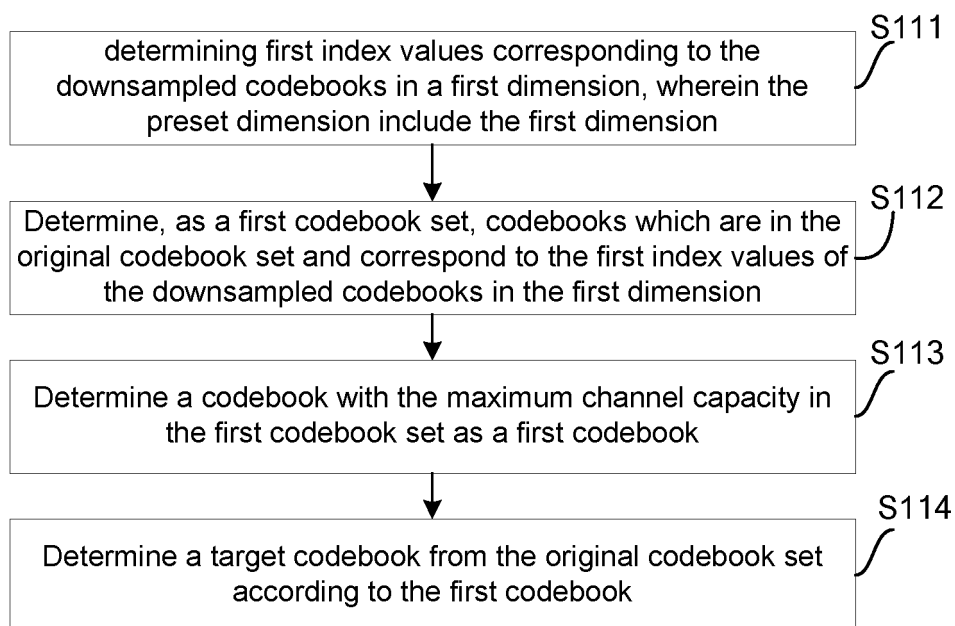 S111
determining first index values corresponding to the
downsampled codebooks in a first dimension, wherein the
preset dimension include the first dimension
S112
Determine, as a first codebook set, codebooks which are in the
original codebook set and correspond to the first index values of
the downsampled codebooks in the first dimension
S113
Determine a codebook with the maximum channel capacity in
the first codebook set as a first codebook
S114
Determine a target codebook from the original codebook set
according to the first codebook